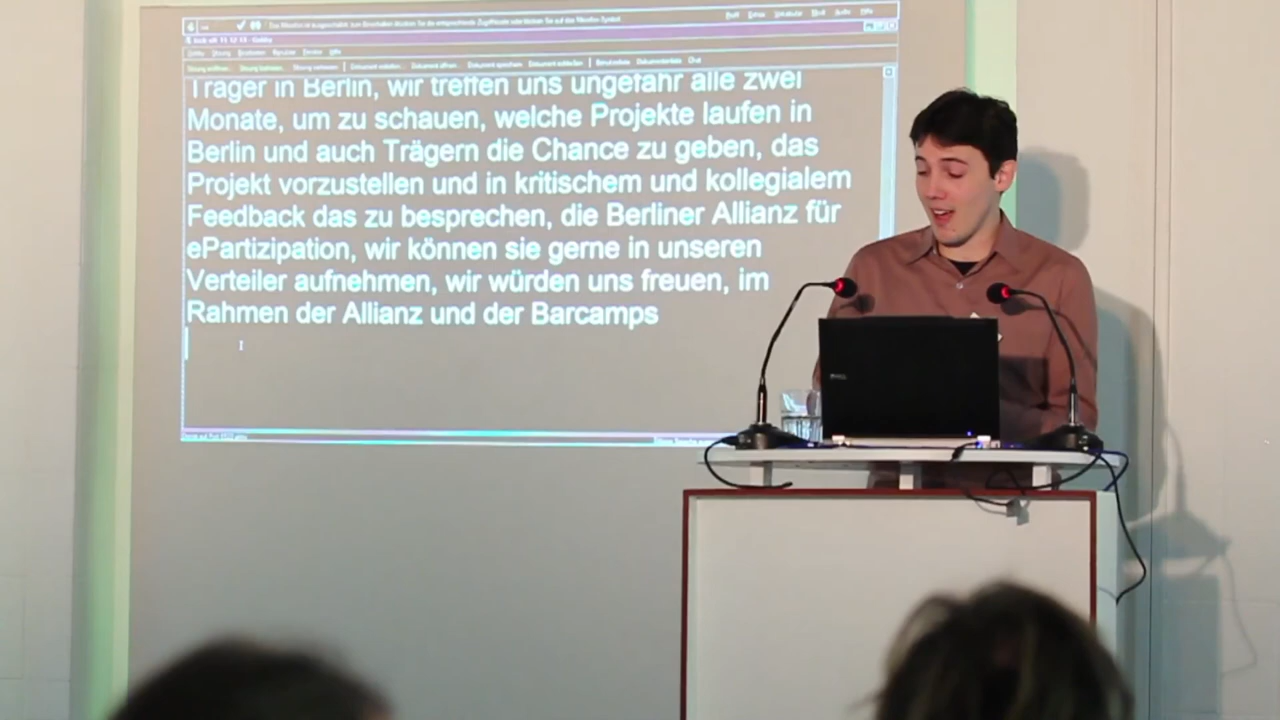 Träger in Berlin, wir treffen uns ungefähr alle zwei
Monate, um zu schauen, welche Projekte laufen in
Berlin und auch Trägern die Chance zu geben, das
Projekt vorzustellen und in kritischem und kollegialem
Feedback das zu besprechen, die Berliner Allianz für
ePartizipation, wir können sie gerne in unseren
Verteiler aufnehmen, wir würden uns freuen, im
Rahmen der Allianz und der Barcamps